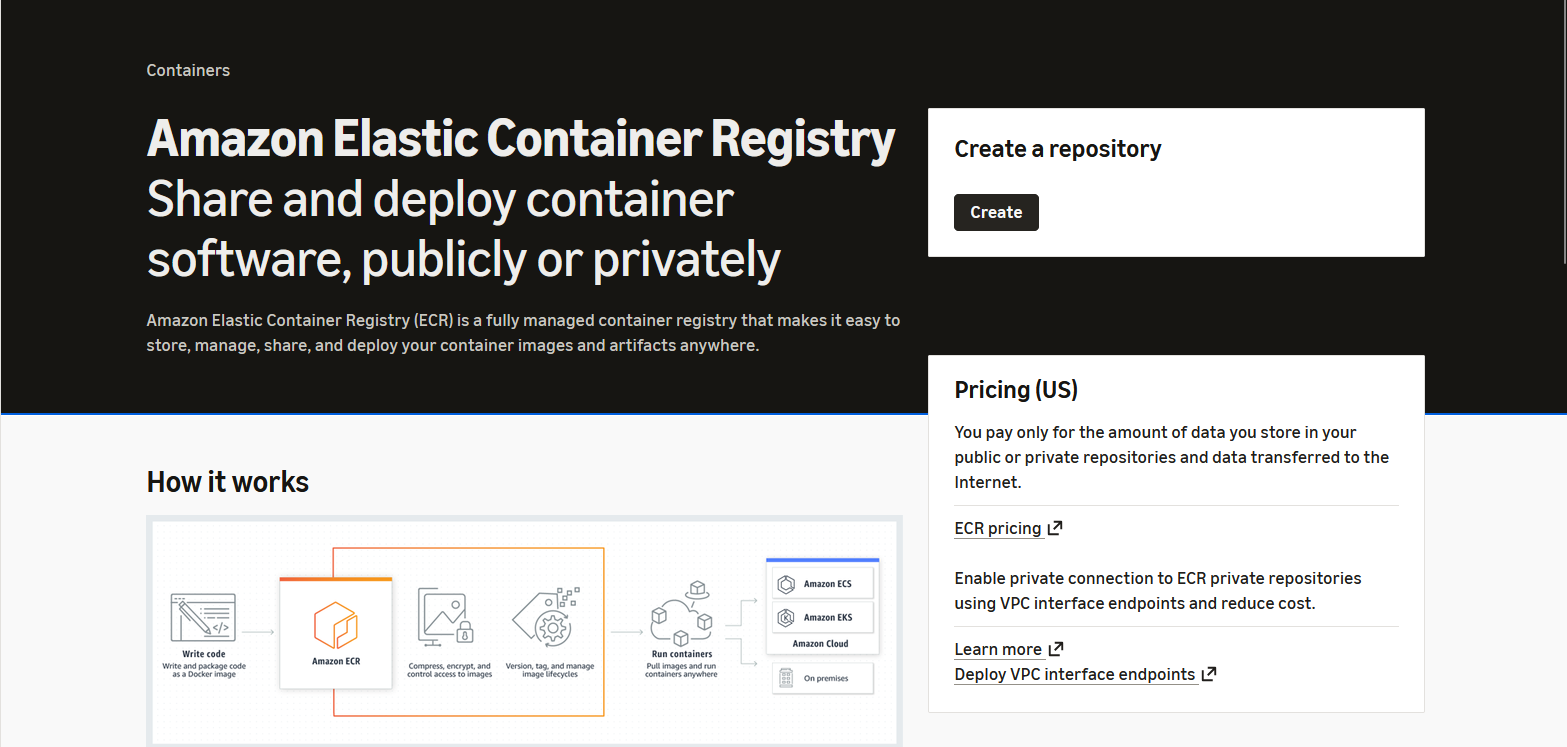 Containers
Amazon Elastic Container Registry
Share and deploy container
software, publicly or privately
Amazon Elastic Container Registry (ECR) is a fully managed container registry that makes it easy to
store, manage, share, and deploy your container images and artifacts anywhere.
Create a repository
Create
Pricing (US)
You pay only for the amount of data you store in your
public or private repositories and data transferred to the
Internet.
ECR pricing
Enable private connection to ECR private repositories
using VPC interface endpoints and reduce cost.
Learn more
Deploy VPC interface endpoints
How it works
Write code
Write and package code
as a Docker image
Amazon ECR
Compress, encrypt, and
control access to images
Version, tag, and manage
image lifecycles
Run containers
Pull images and run
containers anywhere
Amazon ECS
Amazon EKS
Amazon Cloud
On premises